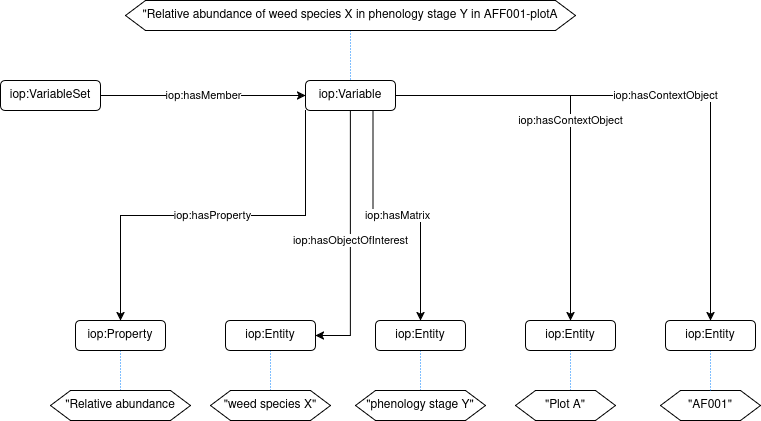 "Relative abundance of weed species X in phenology stage Y in AFF001-plotA
iop:VariableSet
iop:hasMember
iop:Variable
iop:hasContextObject
iop:hasContextObject
iop:hasProperty
iop:hasMatrix
iop:hasObjectOfInterest
iop:Property
iop:Entity
iop:Entity
iop:Entity
iop:Entity
"Relative abundance
"weed species X"
"phenology stage Y"
"Plot A"
"AF001"